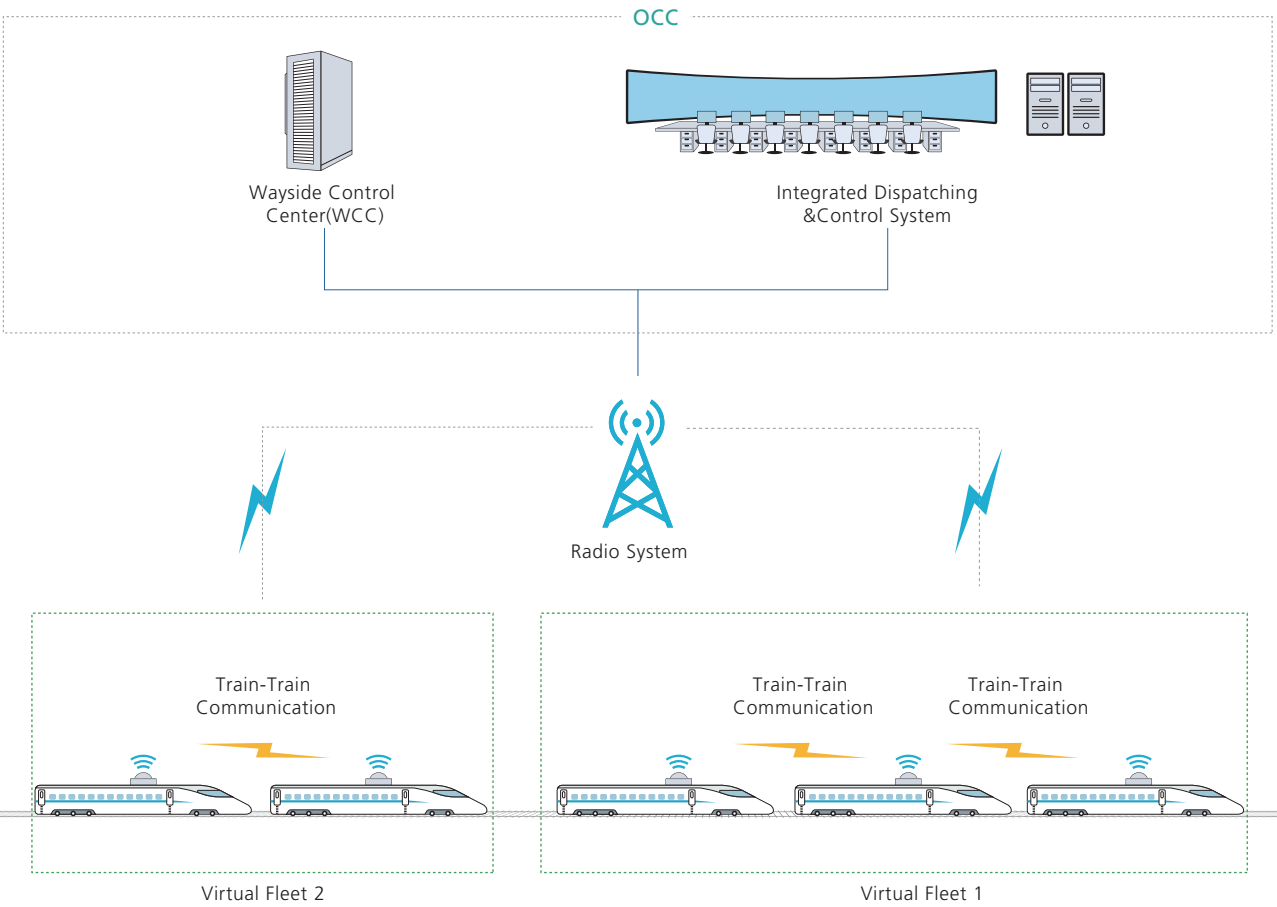 OCC
Wayside Control
Center(WCC)
Integrated Dispatching
&Control System
Radio System
Train-Train
Communication
Train-Train
Communication
Train-Train
Communication
Virtual Fleet 2
Virtual Fleet 1